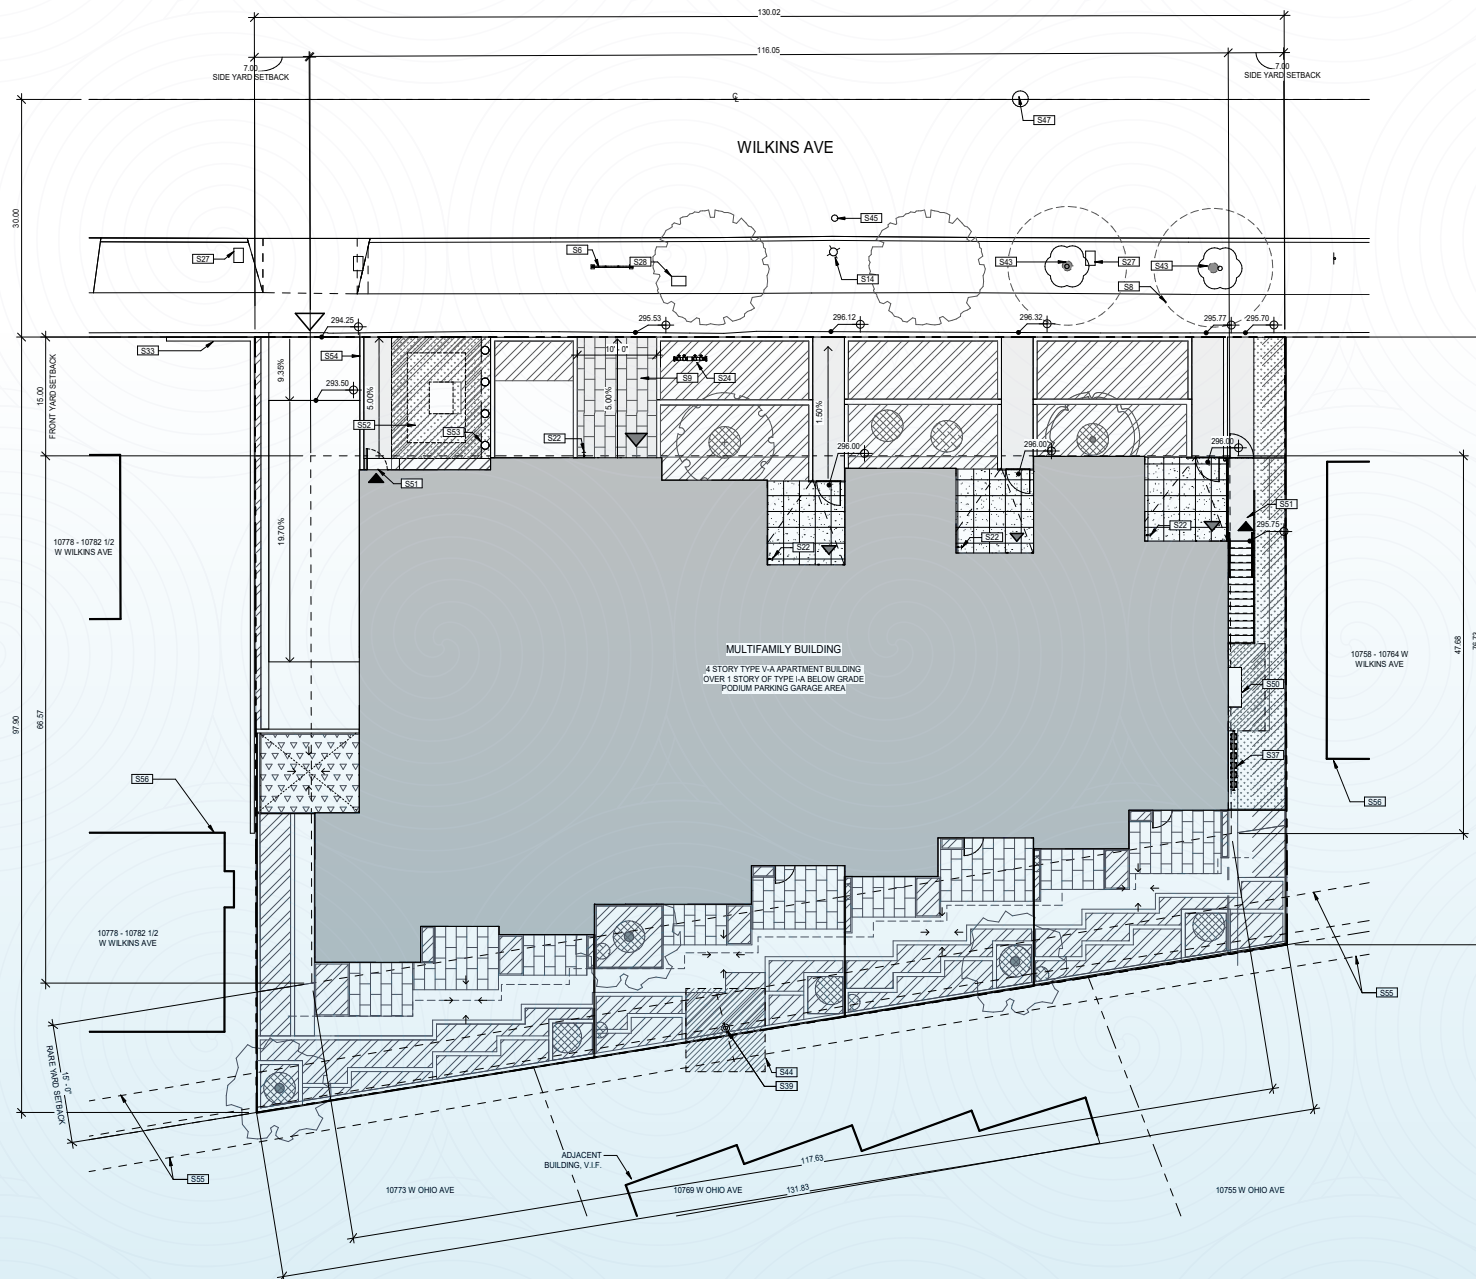 130.02
116.05
7.00
SIDE YARD SETBACK
7.00
SIDE YARD SETBACK
℄
S47
WILKINS AVE
30.00
S45
S27
S6
S28
S14
S43
S27
S43
S8
294.25
295.53
296.12
296.32
295.77
295.70
S33
S54
9.35%
5.00%
10' - 0"
S9
S24
5.00%
1.50%
293.50
15.00
FRONT YARD SETBACK
S52
S53
S22
296.00
296.00
296.00
S51
S51
19.70%
S22
S22
S22
295.75
10778 - 10782 1/2
W WILKINS AVE
MULTIFAMILY BUILDING
4 STORY TYPE V-A APARTMENT BUILDING
OVER 1 STORY OF TYPE I-A BELOW GRADE
PODIUM PARKING GARAGE AREA
10758 - 10764 W
WILKINS AVE
47.68
S50
97.90
66.57
S37
S56
S56
10778 - 10782 1/2
W WILKINS AVE
S55
15' - 0"
RARE YARD SETBACK
S44
S39
ADJACENT
BUILDING, V.I.F.
117.63
S55
10773 W OHIO AVE
10769 W OHIO AVE
131.83
10755 W OHIO AVE